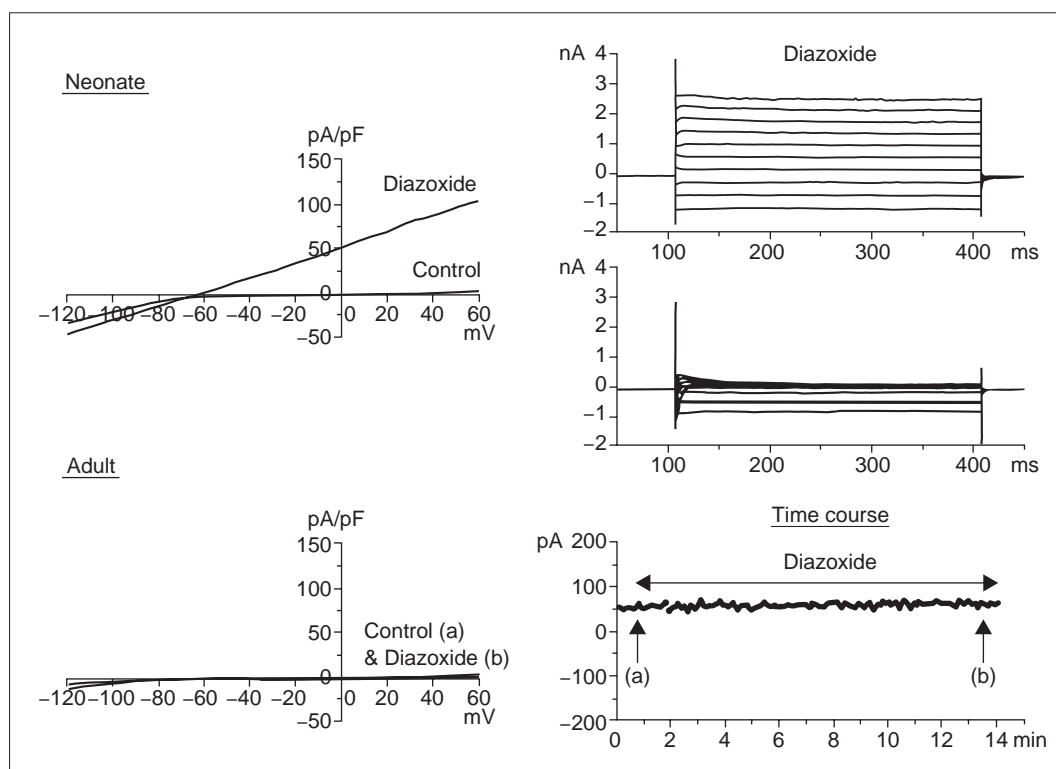 Neonate
pA/pF
150
100
50
0
−50
Diazoxide
Control
−120 −100 −80 −60 −40 −20 0 20 40 60
mV
nA
4
3
2
1
0
−1
−2
Diazoxide
100 200 300 400 ms
nA
4
3
2
1
0
−1
−2
100 200 300 400 ms
Adult
pA/pF
150
100
50
0
−50
Control (a)
& Diazoxide (b)
−120 −100 −80 −60 −40 −20 0 20 40 60
mV
Time course
pA
200
100
50
0
−100
−200
Diazoxide
(a) (b)
0 2 4 6 8 10 12 14 min